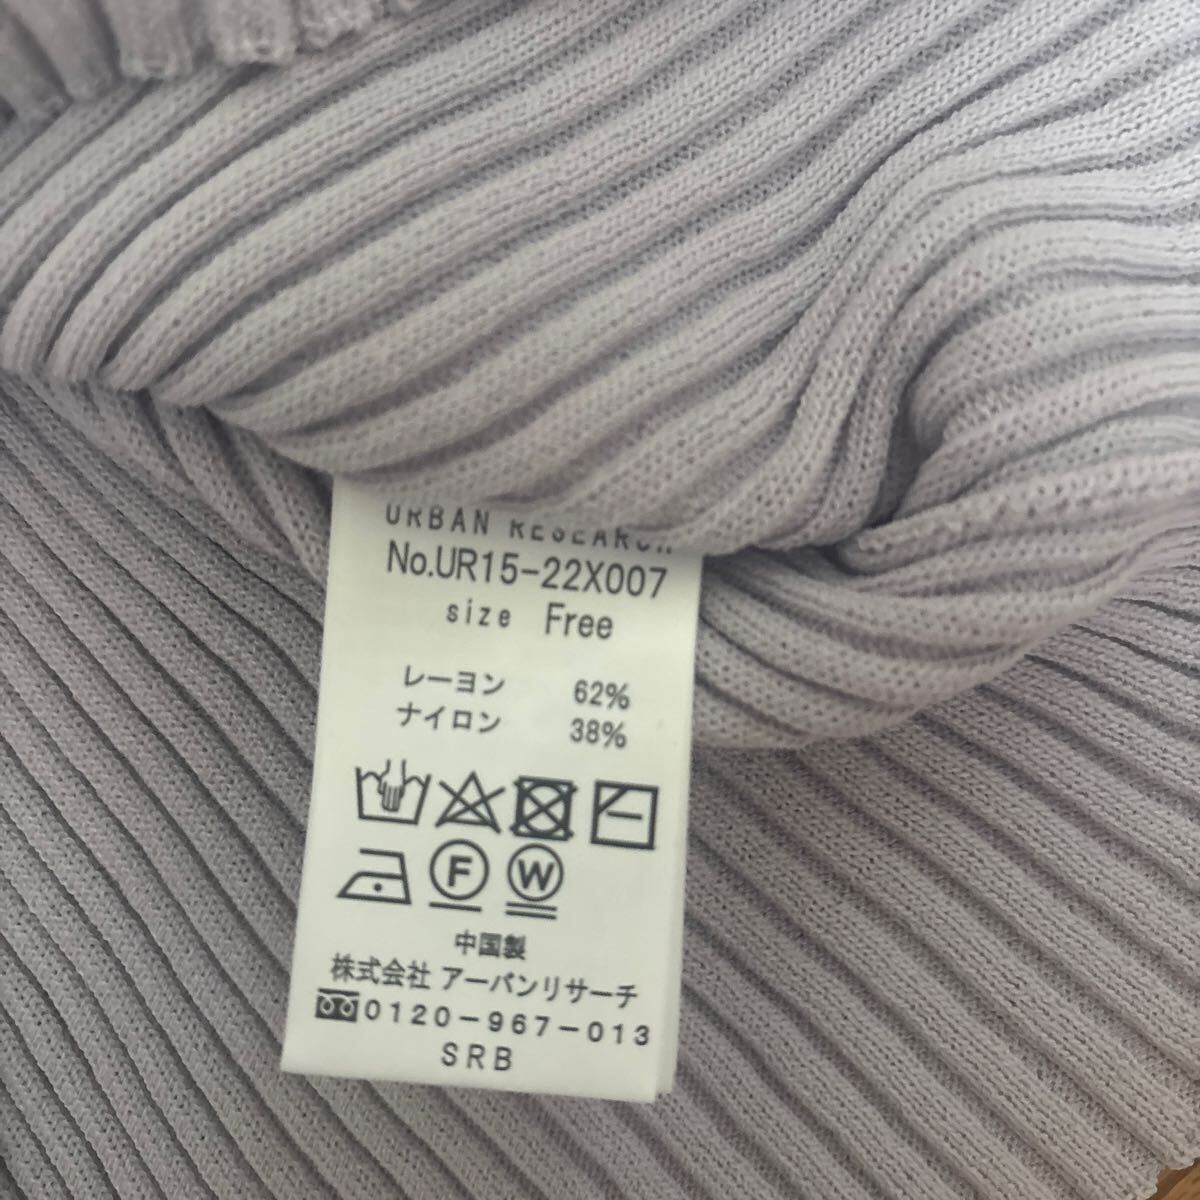 URBAN RESEARCH
No.UR15-22X007
size Free
レーヨン 62%
ナイロン 38%
F W
中国製
株式会社 アーバンリサーチ
0120-967-013
SRB